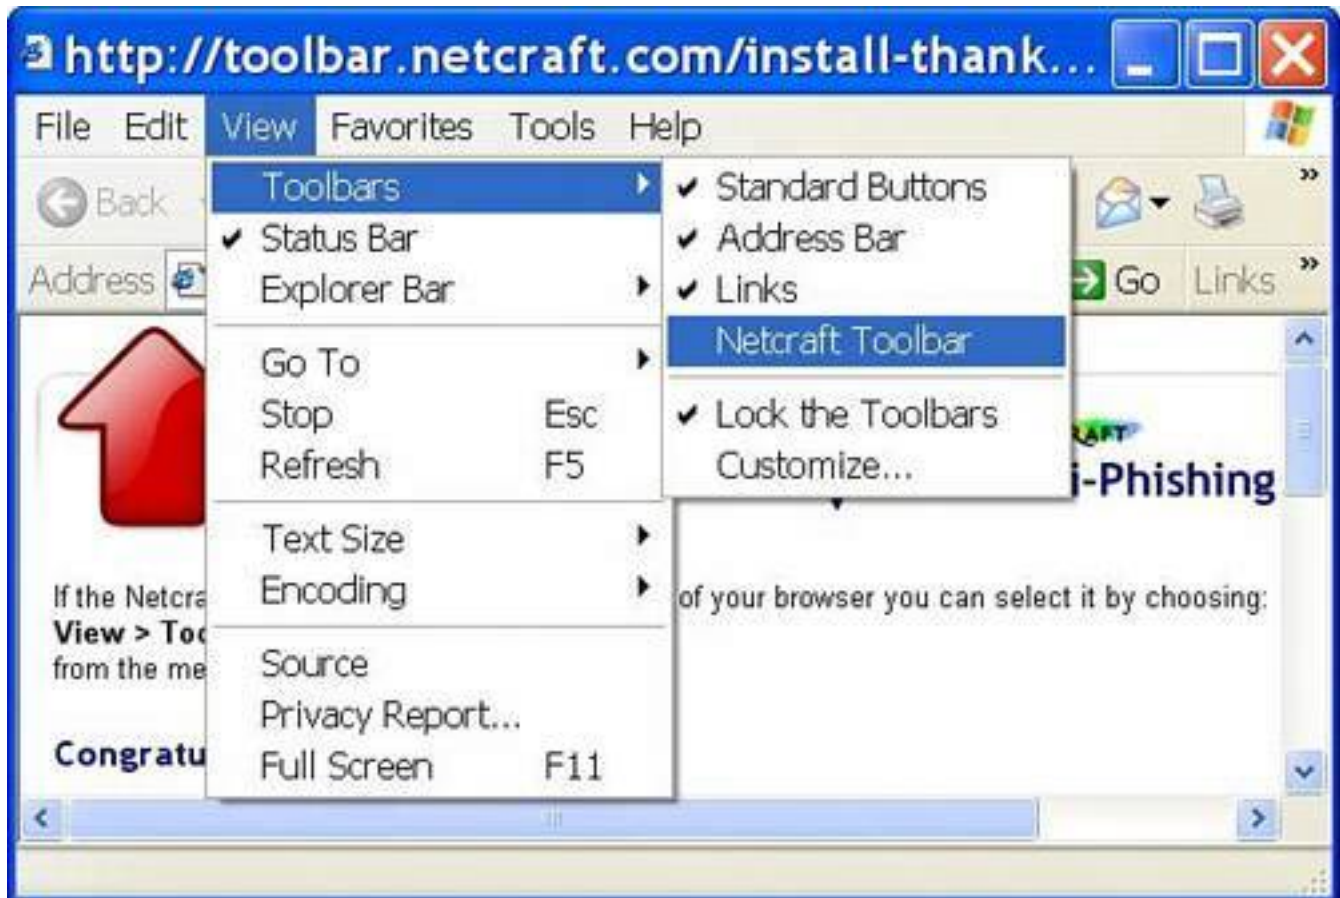 http://toolbar.netcraft.com/install-thank...
File Edit View Favorites Tools Help
Back
Address Go Links
Toolbars
Status Bar
Explorer Bar
Go To
Stop Esc
Refresh F5
Text Size
Encoding
Source
Privacy Report...
Full Screen F11
Standard Buttons
Address Bar
Links
Netcraft Toolbar
Lock the Toolbars
Customize...
i-Phishing
If the Netcra
of your browser you can select it by choosing:
View > Too
from the me
Congratu